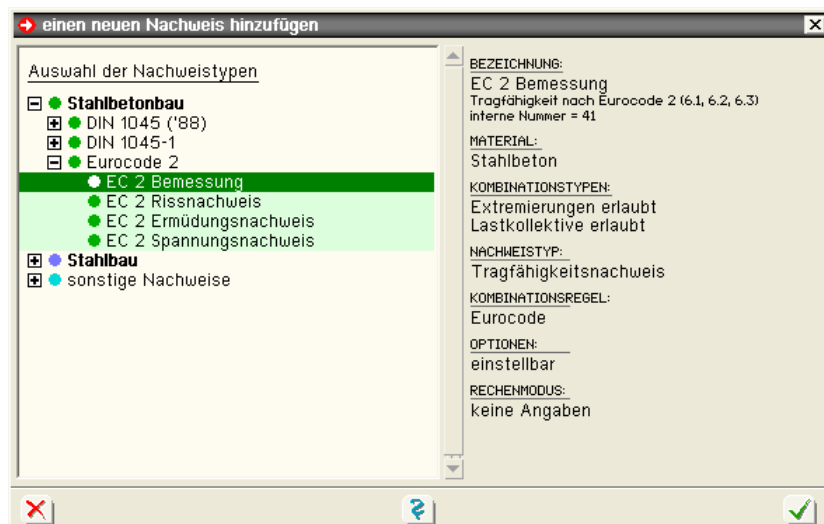 einen neuen Nachweis hinzufügen
Auswahl der Nachweistypen
Stahlbetonbau
DIN 1045 ('88)
DIN 1045-1
Eurocode 2
EC 2 Bemessung
EC 2 Rissnachweis
EC 2 Ermüdungsnachweis
EC 2 Spannungsnachweis
Stahlbau
sonstige Nachweise
BEZEICHNUNG:
EC 2 Bemessung
Tragfähigkeit nach Eurocode 2 (6.1, 6.2, 6.3)
interne Nummer = 41
MATERIAL:
Stahlbeton
KOMBINATIONSTYPEN:
Extremierungen erlaubt
Lastkollektive erlaubt
NACHWEISTYP:
Tragfähigkeitsnachweis
KOMBINATIONSREGEL:
Eurocode
OPTIONEN:
einstellbar
RECHENMODUS:
keine Angaben